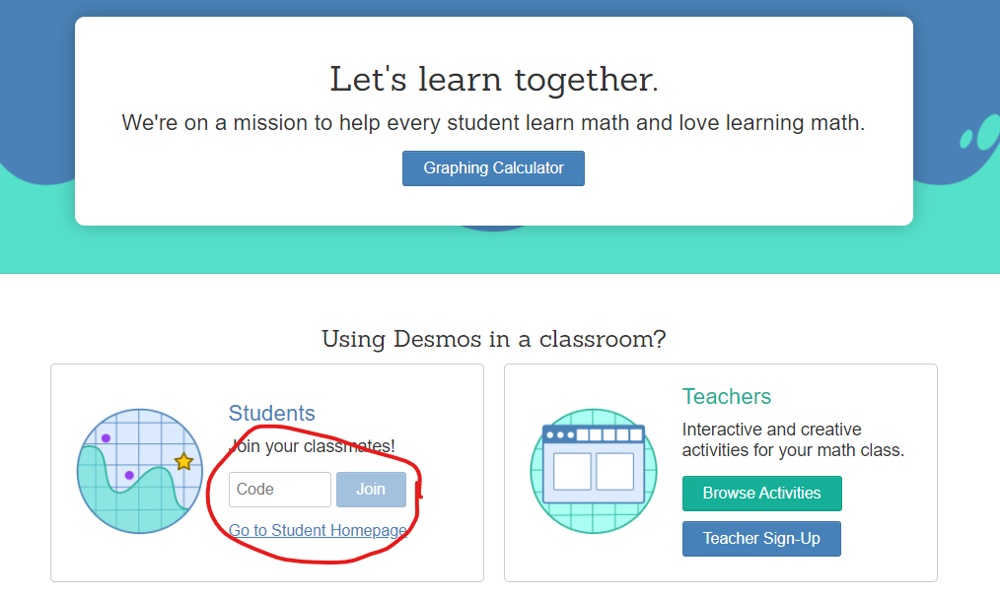 Let's learn together.
We're on a mission to help every student learn math and love learning math.
Graphing Calculator
Using Desmos in a classroom?
Students
Join your classmates!
Code
Join
Go to Student Homepage
Teachers
Interactive and creative
activities for your math class.
Browse Activities
Teacher Sign-Up